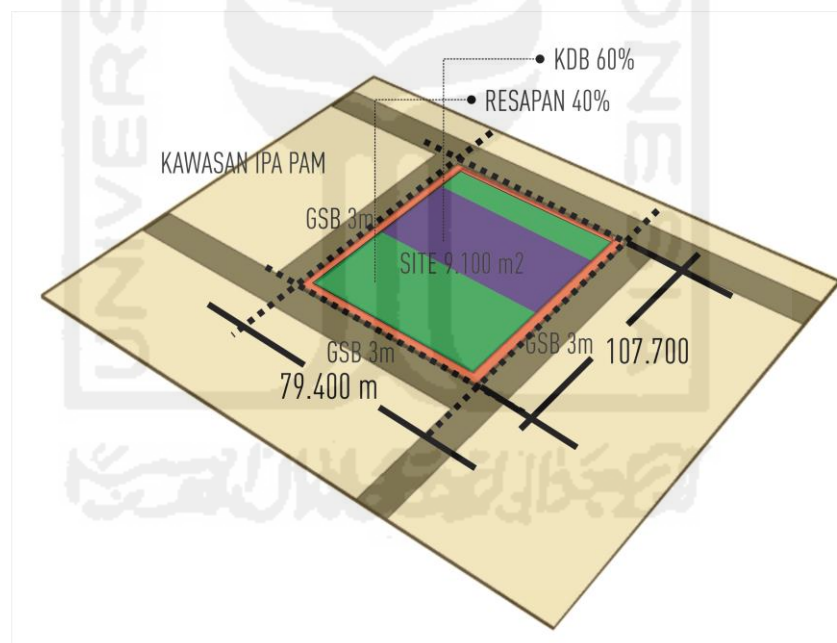 KDB 60%
RESAPAN 40%
KAWASAN IPA PAM
GSB 3m
SITE 9.100 m2
GSB 3m
GSB 3m
107.700
79.400 m